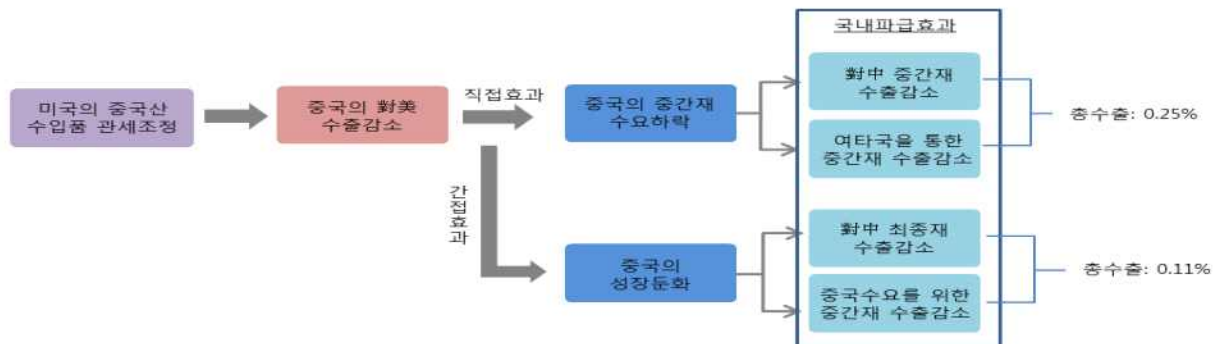 국내파급효과
미국의 중국산
수입품 관세조정
중국의 對美
수출감소
직접효과
중국의 중간재
수요하락
對中 중간재
수출감소
여타국을 통한
중간재 수출감소
총수출: 0.25%
간접효과
중국의
성장둔화
對中 최종재
수출감소
중국수요를 위한
중간재 수출감소
총수출: 0.11%